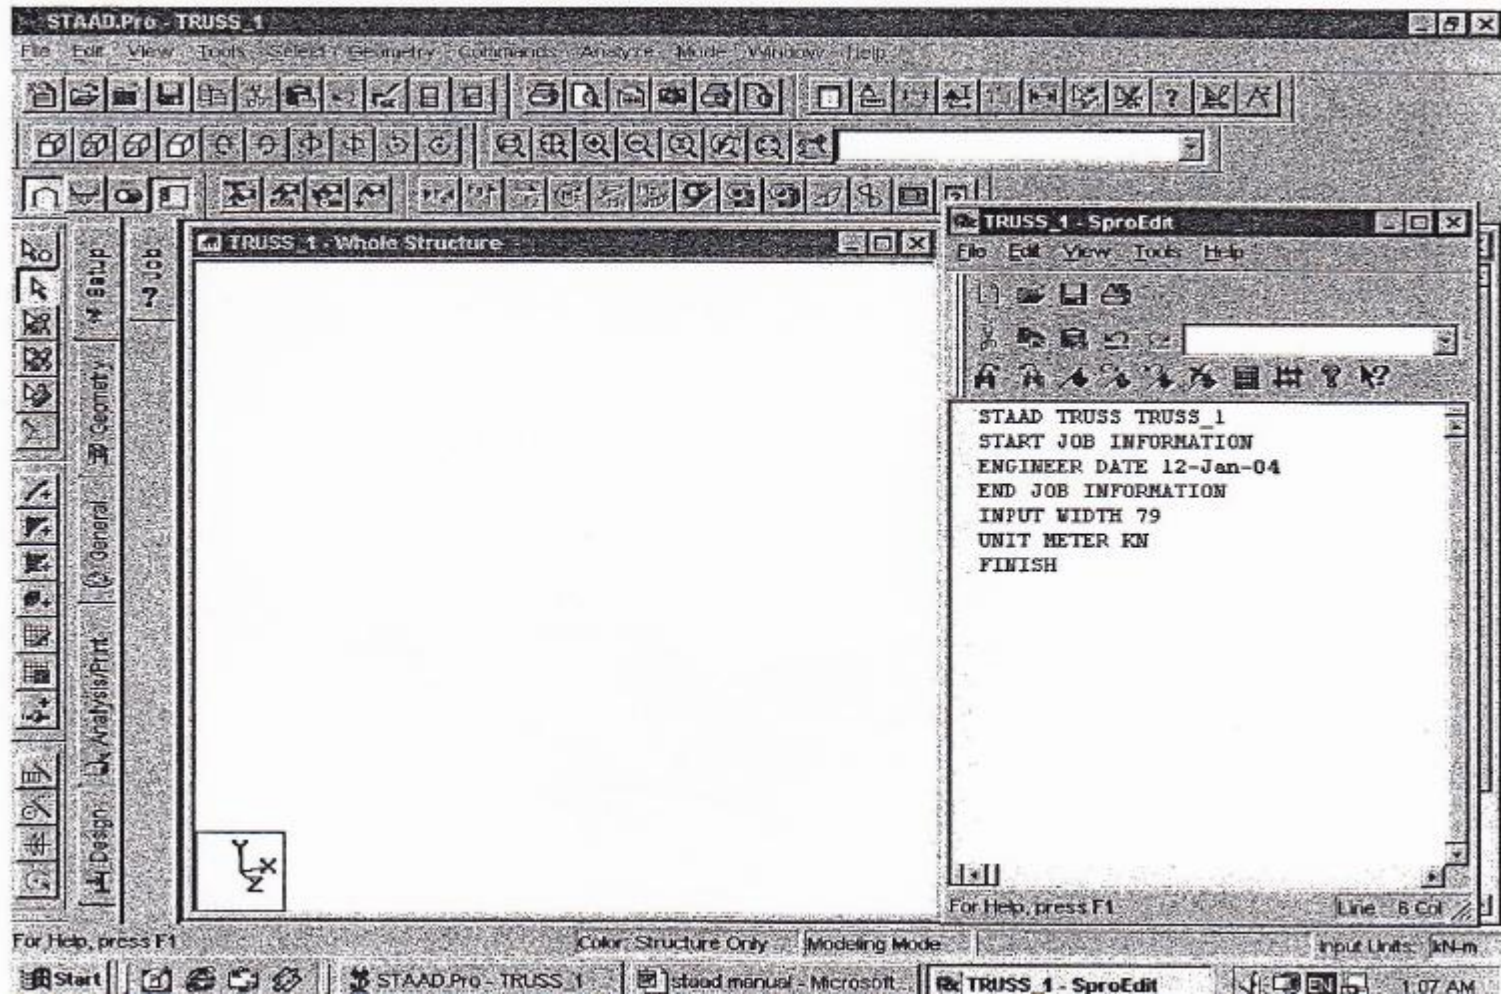 STAAD.Pro - TRUSS_1
File Edit View Tools Select Geometry Commands Analyze Mode Window Help
TRUSS_1 - Whole Structure
TRUSS_1 - SproEdit
File Edit View Tools Help
Setup
Job
Geometry
General
Analysis/Print
Design
STAAD TRUSS TRUSS_1
START JOB INFORMATION
ENGINEER DATE 12-Jan-04
END JOB INFORMATION
INPUT WIDTH 79
UNIT METER KN
FINISH
Y
X
Z
For Help, press F1
Line 6 Col
For Help, press F1
Color: Structure Only
Modeling Mode
Input Units: kN-m
Start
STAAD.Pro - TRUSS_1
staad manual - Microsoft...
TRUSS_1 - SproEdit
EN
1:07 AM